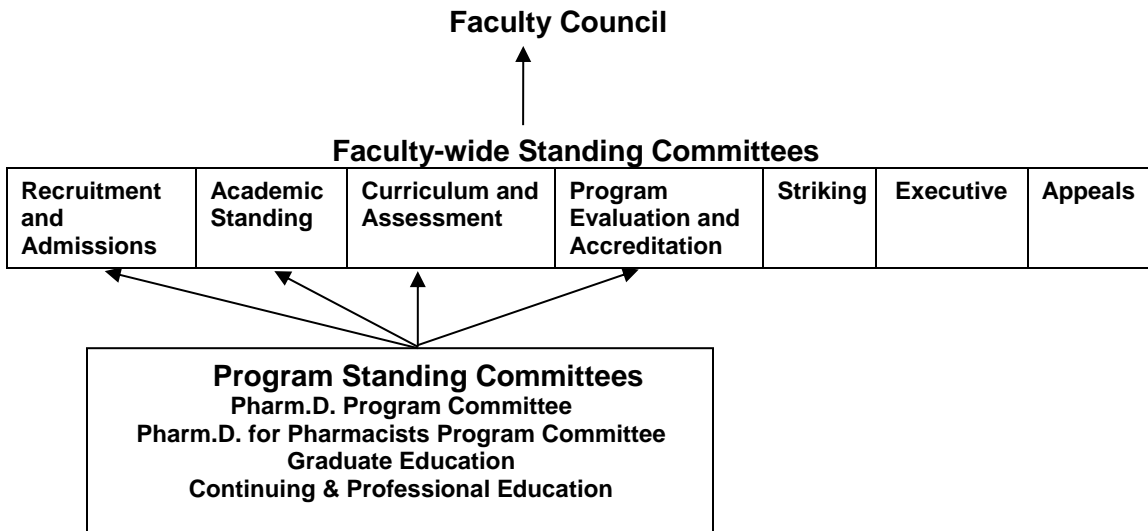 Faculty Council
Faculty-wide Standing Committees
Recruitment
and
Admissions
Academic
Standing
Curriculum and
Assessment
Program
Evaluation and
Accreditation
Striking
Executive
Appeals
Program Standing Committees
Pharm.D. Program Committee
Pharm.D. for Pharmacists Program Committee
Graduate Education
Continuing & Professional Education